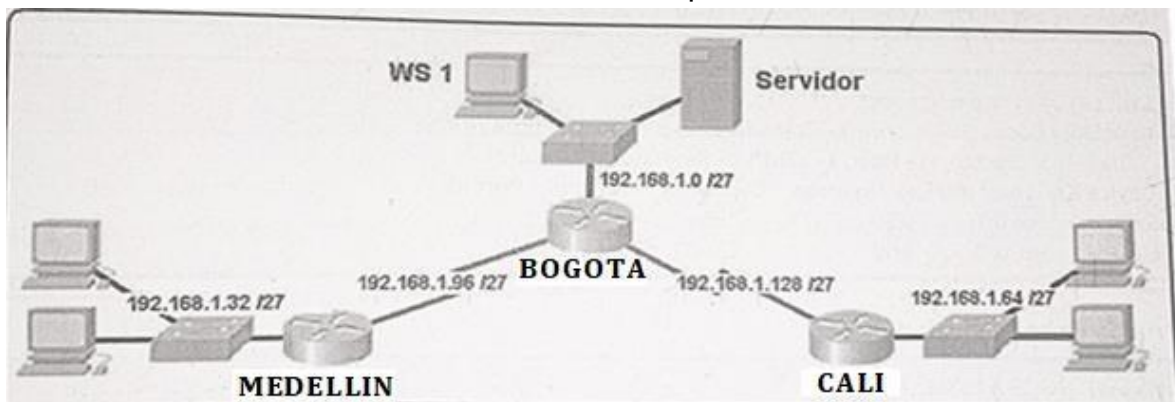 WS 1
Servidor
192.168.1.0 /27
BOGOTA
192.168.1.96 /27
192.168.1.128 /27
192.168.1.32 /27
192.168.1.64 /27
MEDELLIN
CALI